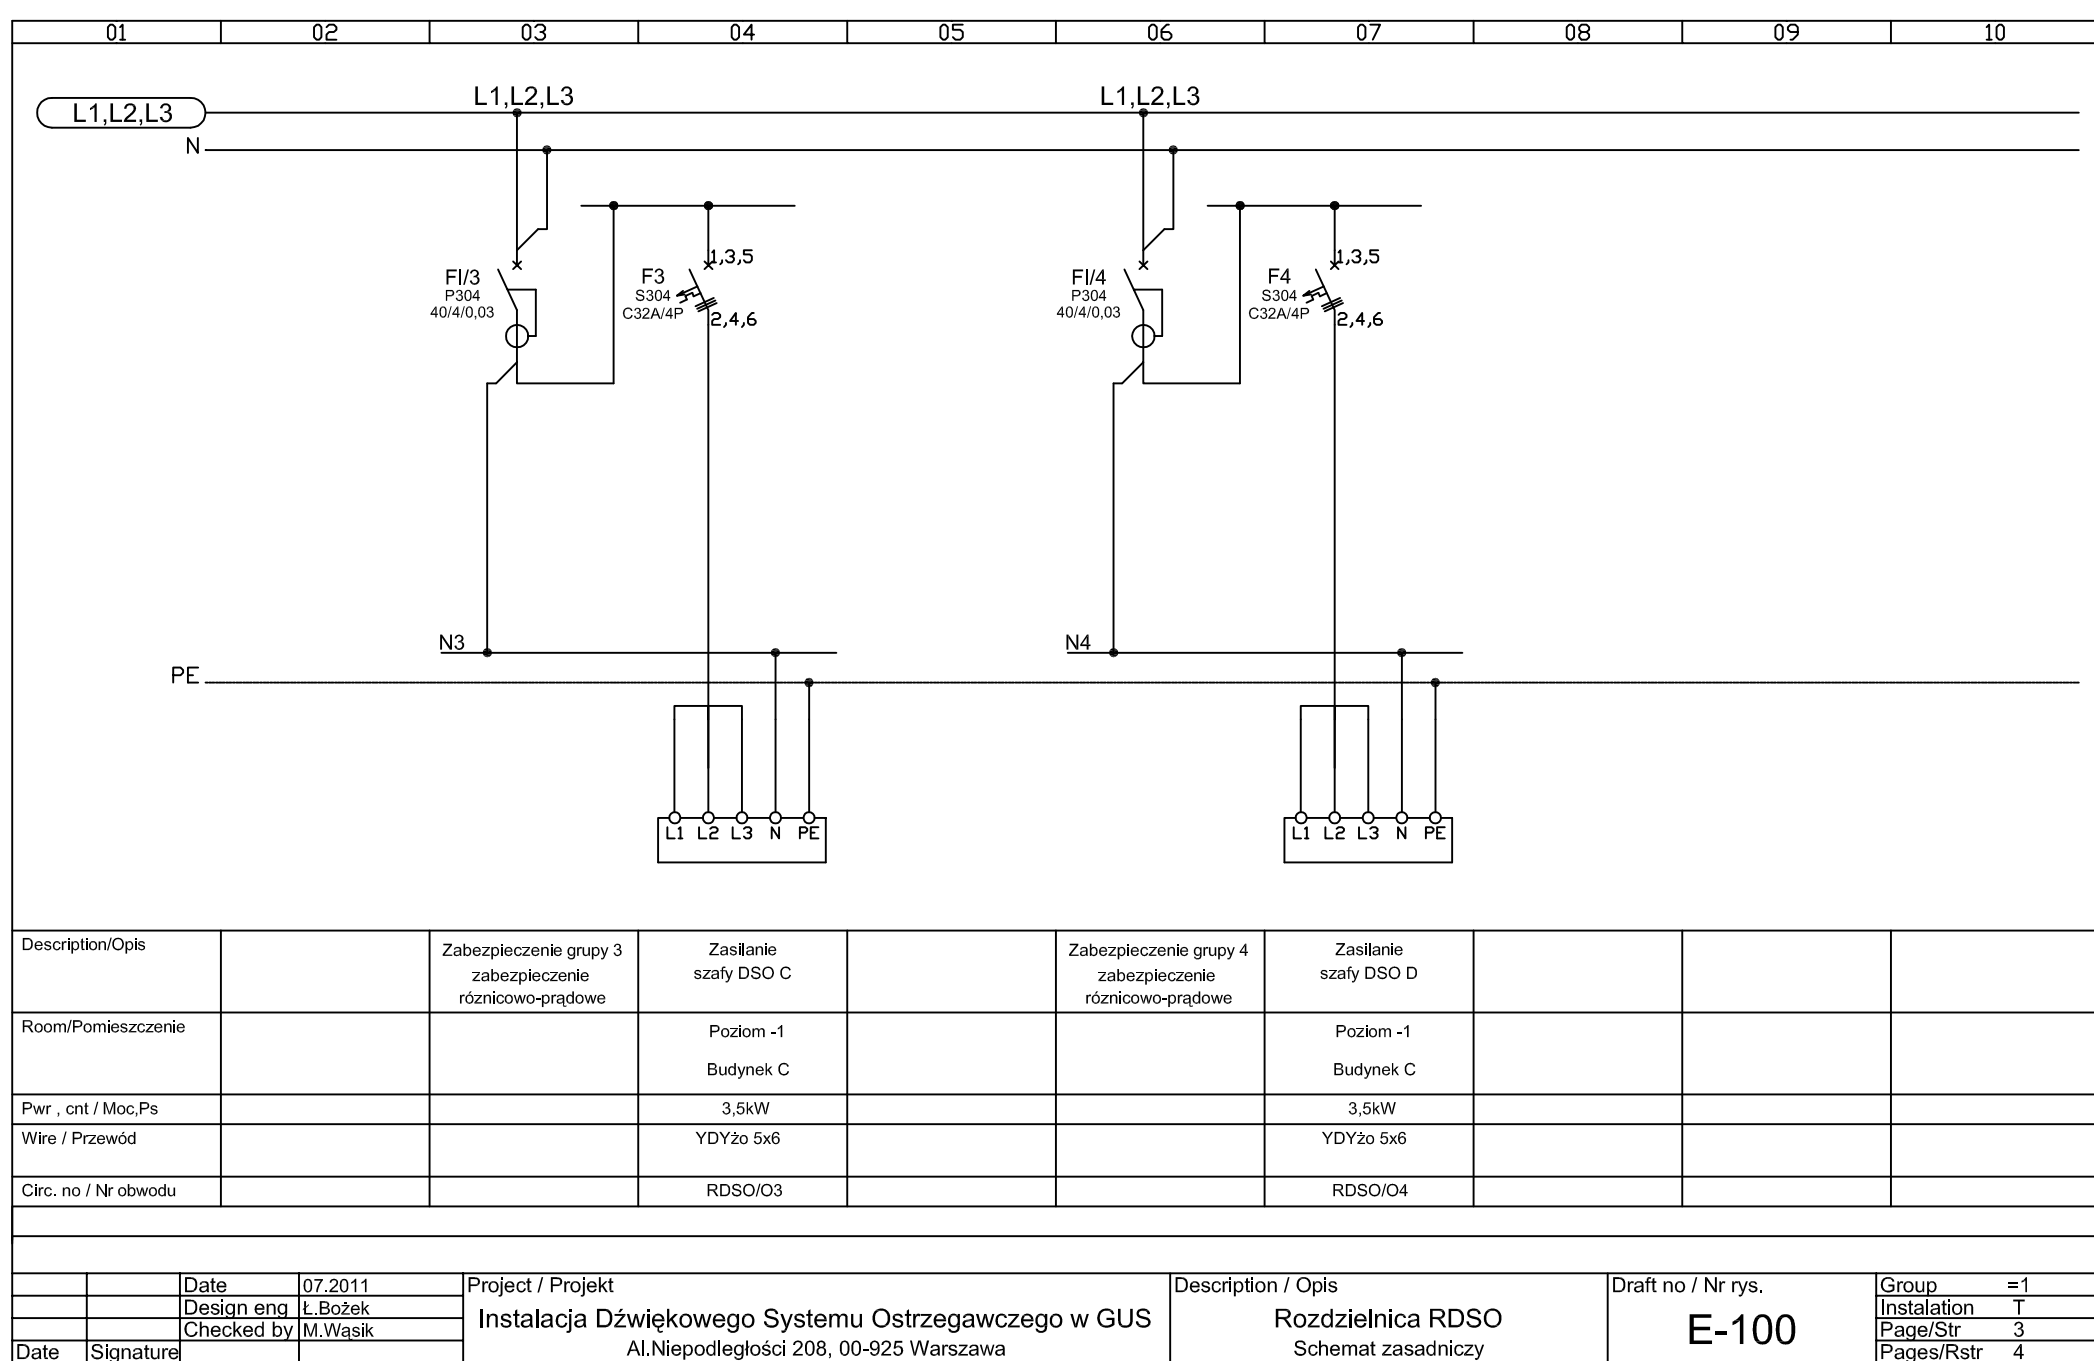 01 02 03 04 05 06 07 08 09 10
L1,L2,L3 L1,L2,L3
L1,L2,L3
N
1,3,5 1,3,5
FI/3 F3 FI/4 F4
P304 S304 P304 S304
40/4/0,03 C32A/4P 40/4/0,03 C32A/4P
2,4,6 2,4,6
N3 N4
PE
L1 L2 L3 N PE L1 L2 L3 N PE
Description/Opis
Zabezpieczenie grupy 3
zabezpieczenie
róznicowo-prądowe
Zasilanie
szafy DSO C
Zabezpieczenie grupy 4
zabezpieczenie
róznicowo-prądowe
Zasilanie
szafy DSO D
Room/Pomieszczenie
Poziom -1
Budynek C
Poziom -1
Budynek C
Pwr , cnt / Moc,Ps 3,5kW 3,5kW
Wire / Przewód YDYżo 5x6 YDYżo 5x6
Circ. no / Nr obwodu RDSO/O3 RDSO/O4
Date 07.2011
Design eng Ł.Bożek
Checked by M.Wąsik
Date Signature
Project / Projekt
Instalacja Dźwiękowego Systemu Ostrzegawczego w GUS
Al.Niepodległości 208, 00-925 Warszawa
Description / Opis
Rozdzielnica RDSO
Schemat zasadniczy
Draft no / Nr rys.
E-100
Group =1
Instalation T
Page/Str 3
Pages/Rstr 4